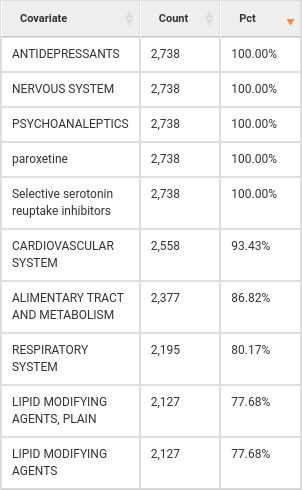 Covariate Count Pct
ANTIDEPRESSANTS 2,738 100.00%
NERVOUS SYSTEM 2,738 100.00%
PSYCHOANALEPTICS 2,738 100.00%
paroxetine 2,738 100.00%
Selective serotonin 2,738 100.00%
reuptake inhibitors
CARDIOVASCULAR 2,558 93.43%
SYSTEM
ALIMENTARY TRACT 2,377 86.82%
AND METABOLISM
RESPIRATORY 2,195 80.17%
SYSTEM
LIPID MODIFYING 2,127 77.68%
AGENTS, PLAIN
LIPID MODIFYING 2,127 77.68%
AGENTS